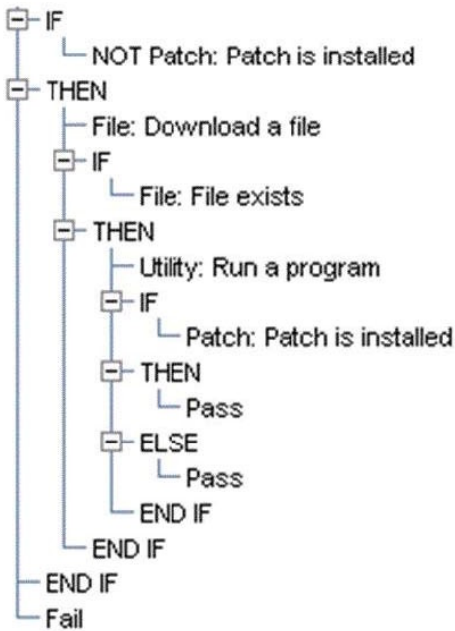 IF
NOT Patch: Patch is installed
THEN
File: Download a file
IF
File: File exists
THEN
Utility: Run a program
IF
Patch: Patch is installed
THEN
Pass
ELSE
Pass
END IF
END IF
END IF
Fail